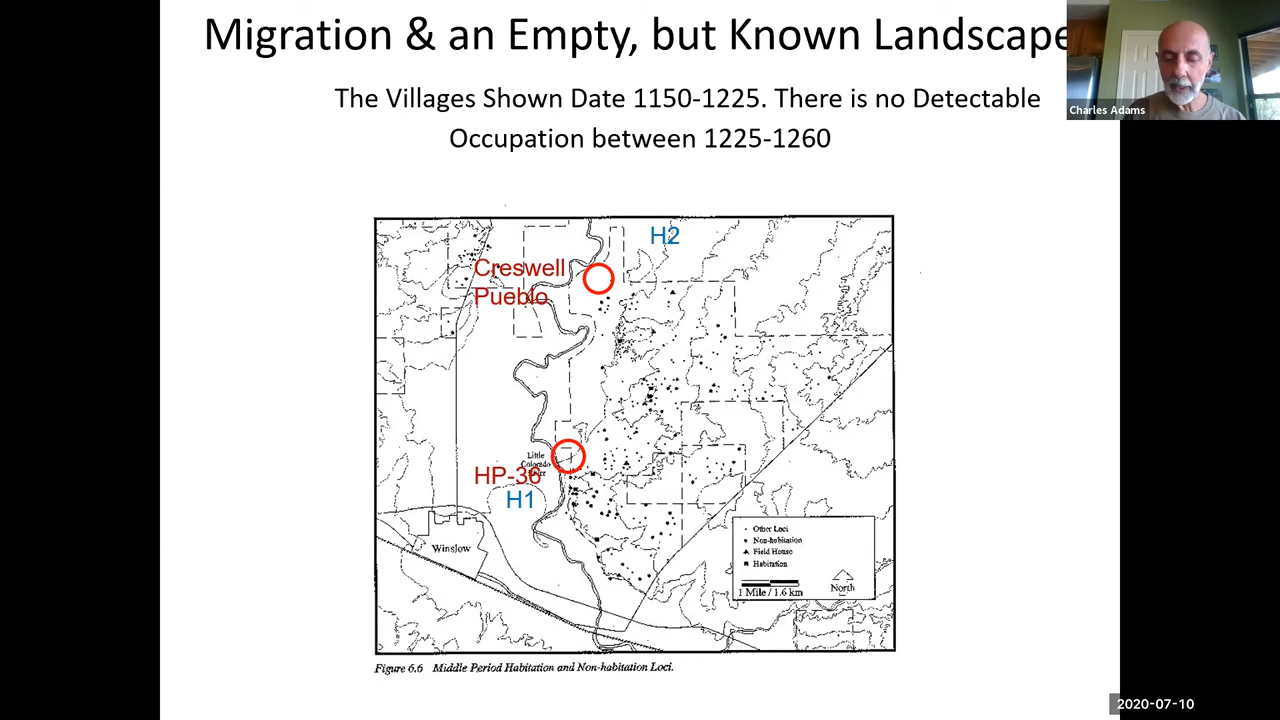 Migration & an Empty, but Known Landscape
Charles Adams
The Villages Shown Date 1150-1225. There is no Detectable
Occupation between 1225-1260
H2
Creswell
Pueblo
Little
Colorado
HP-36
H1
Winslow
Other Loci
Non-habitation
Field House
Habitation
1 Mile / 1.6 km
North
Figure 6.6 Middle Period Habitation and Non-habitation Loci.
2020-07-10